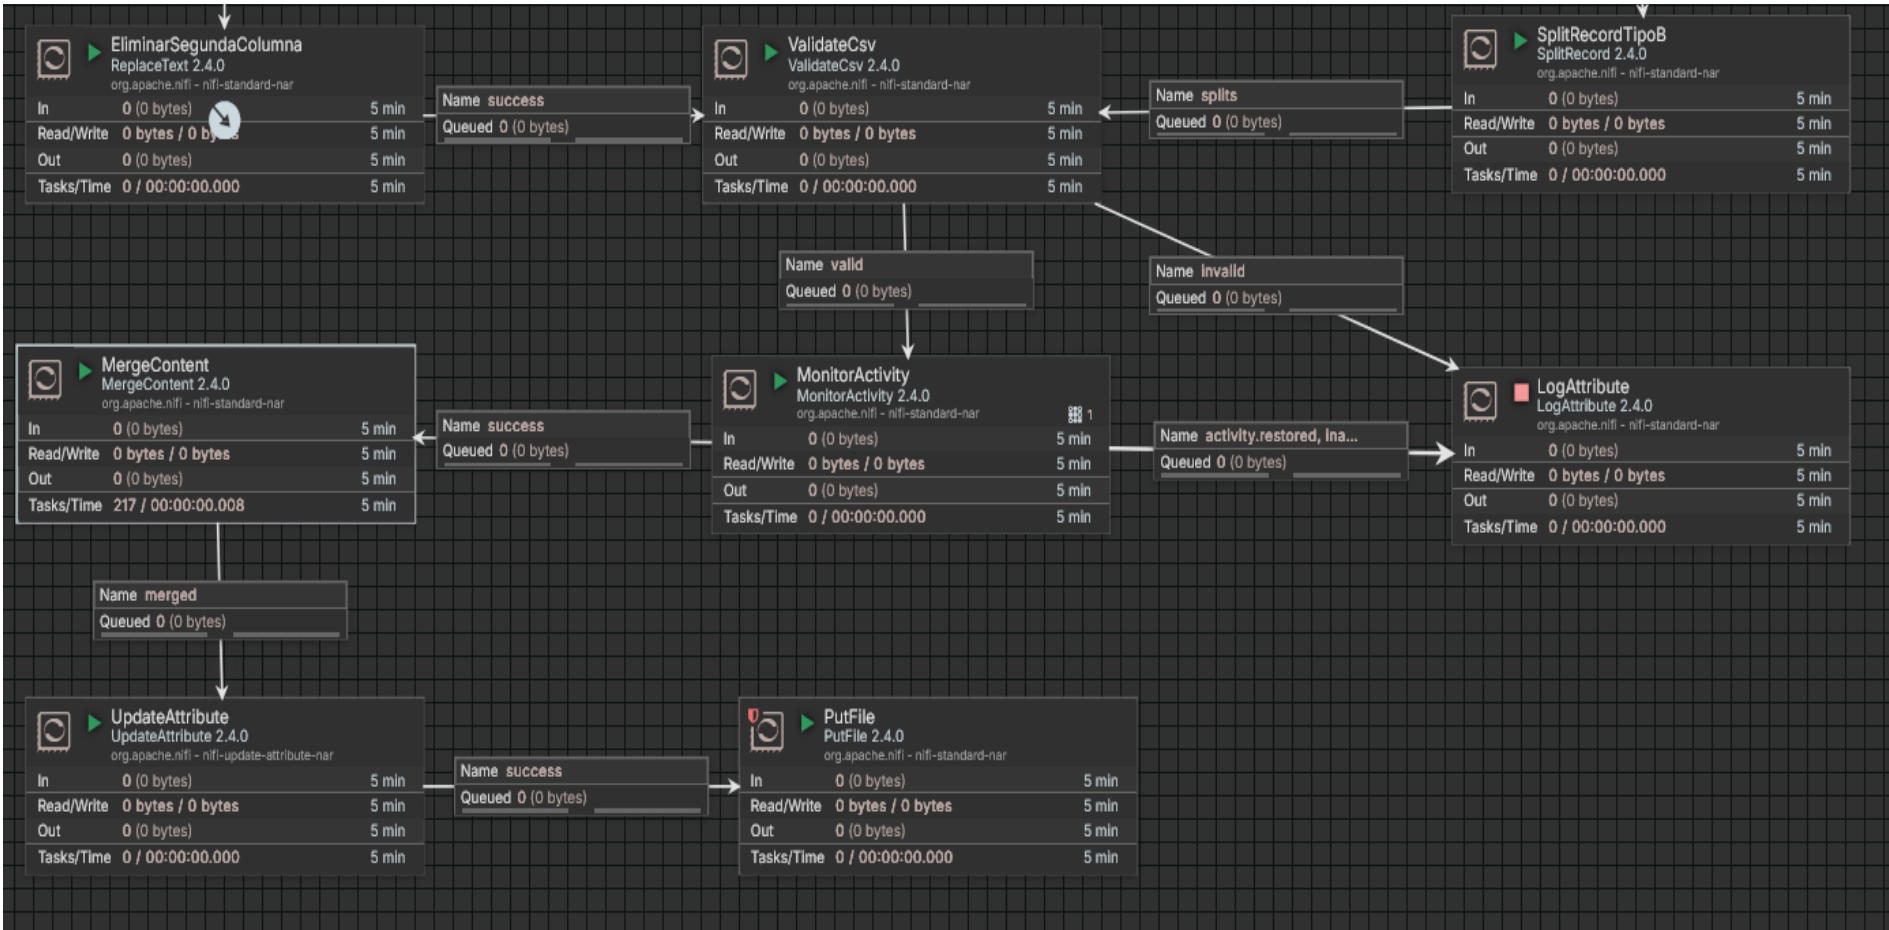 EliminarSegundaColumna
ReplaceText 2.4.0
org.apache.nifi - nifi-standard-nar
In 0 (0 bytes) 5 min
Read/Write 0 bytes / 0 bytes 5 min
Out 0 (0 bytes) 5 min
Tasks/Time 0 / 00:00:00.000 5 min
Name success
Queued 0 (0 bytes)
ValidateCsv
ValidateCsv 2.4.0
org.apache.nifi - nifi-standard-nar
In 0 (0 bytes) 5 min
Read/Write 0 bytes / 0 bytes 5 min
Out 0 (0 bytes) 5 min
Tasks/Time 0 / 00:00:00.000 5 min
Name splits
Queued 0 (0 bytes)
SplitRecordTipoB
SplitRecord 2.4.0
org.apache.nifi - nifi-standard-nar
In 0 (0 bytes) 5 min
Read/Write 0 bytes / 0 bytes 5 min
Out 0 (0 bytes) 5 min
Tasks/Time 0 / 00:00:00.000 5 min
Name valid
Queued 0 (0 bytes)
Name invalid
Queued 0 (0 bytes)
MergeContent
MergeContent 2.4.0
org.apache.nifi - nifi-standard-nar
In 0 (0 bytes) 5 min
Read/Write 0 bytes / 0 bytes 5 min
Out 0 (0 bytes) 5 min
Tasks/Time 217 / 00:00:00.008 5 min
Name success
Queued 0 (0 bytes)
MonitorActivity
MonitorActivity 2.4.0
org.apache.nifi - nifi-standard-nar
1
In 0 (0 bytes) 5 min
Read/Write 0 bytes / 0 bytes 5 min
Out 0 (0 bytes) 5 min
Tasks/Time 0 / 00:00:00.000 5 min
Name activity.restored, ina...
Queued 0 (0 bytes)
LogAttribute
LogAttribute 2.4.0
org.apache.nifi - nifi-standard-nar
In 0 (0 bytes) 5 min
Read/Write 0 bytes / 0 bytes 5 min
Out 0 (0 bytes) 5 min
Tasks/Time 0 / 00:00:00.000 5 min
Name merged
Queued 0 (0 bytes)
UpdateAttribute
UpdateAttribute 2.4.0
org.apache.nifi - nifi-update-attribute-nar
In 0 (0 bytes) 5 min
Read/Write 0 bytes / 0 bytes 5 min
Out 0 (0 bytes) 5 min
Tasks/Time 0 / 00:00:00.000 5 min
Name success
Queued 0 (0 bytes)
PutFile
PutFile 2.4.0
org.apache.nifi - nifi-standard-nar
In 0 (0 bytes) 5 min
Read/Write 0 bytes / 0 bytes 5 min
Out 0 (0 bytes) 5 min
Tasks/Time 0 / 00:00:00.000 5 min